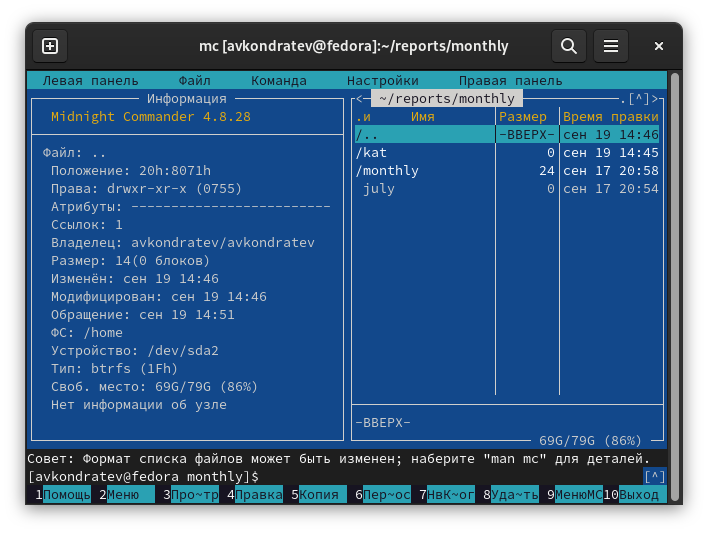 mc [avkondratev@fedora]:~/reports/monthly
Левая панель Файл Команда Настройки Правая панель
Информация
Midnight Commander 4.8.28
Файл: ..
Положение: 20h:8071h
Права: drwxr-xr-x (0755)
Атрибуты: -------------------------
Ссылок: 1
Владелец: avkondratev/avkondratev
Размер: 14(0 блоков)
Изменён: сен 19 14:46
Модифицирован: сен 19 14:46
Обращение: сен 19 14:51
ФС: /home
Устройство: /dev/sda2
Тип: btrfs (1Fh)
Своб. место: 69G/79G (86%)
Нет информации об узле
<─ ~/reports/monthly ─.[^]>
.и Имя Размер Время правки
/.. -ВВЕРХ- сен 19 14:46
/kat 0 сен 19 14:45
/monthly 24 сен 17 20:58
july 0 сен 17 20:54
-ВВЕРХ-
69G/79G (86%)
Совет: Формат списка файлов может быть изменен; наберите "man mc" для деталей.
[avkondratev@fedora monthly]$ [^]
1Помощь 2Меню 3Про~тр 4Правка 5Копия 6Пер~ос 7НвК~ог 8Уда~ть 9МенюМС 10Выход